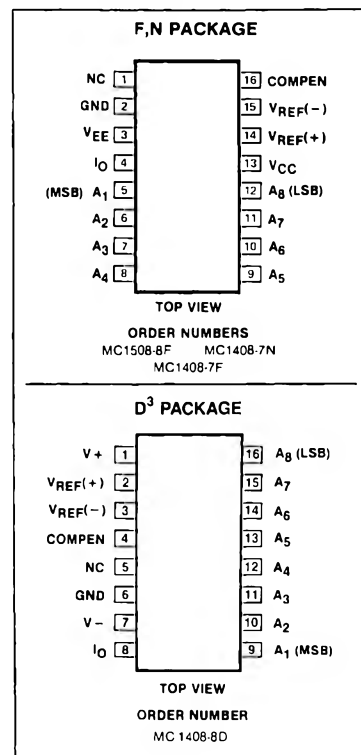 F,N PACKAGE
NC 1 16 COMPEN
GND 2 15 VREF(-)
VEE 3 14 VREF(+)
IO 4 13 VCC
(MSB) A1 5 12 A8 (LSB)
A2 6 11 A7
A3 7 10 A6
A4 8 9 A5
TOP VIEW
ORDER NUMBERS
MC1508-8F MC1408-7N
MC1408-7F
D3 PACKAGE
V+ 1 16 A8 (LSB)
VREF(+) 2 15 A7
VREF(-) 3 14 A6
COMPEN 4 13 A5
NC 5 12 A4
GND 6 11 A3
V- 7 10 A2
IO 8 9 A1 (MSB)
TOP VIEW
ORDER NUMBER
MC 1408-8D